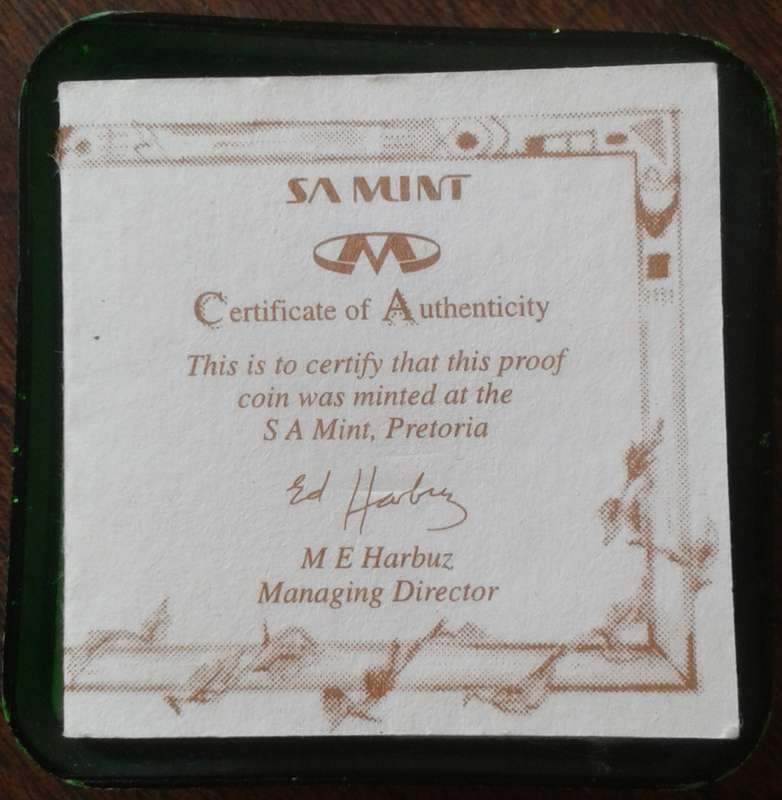 SA MINT
Certificate of Authenticity
This is to certify that this proof
coin was minted at the
S A Mint, Pretoria
Ed Harbuz
M E Harbuz
Managing Director